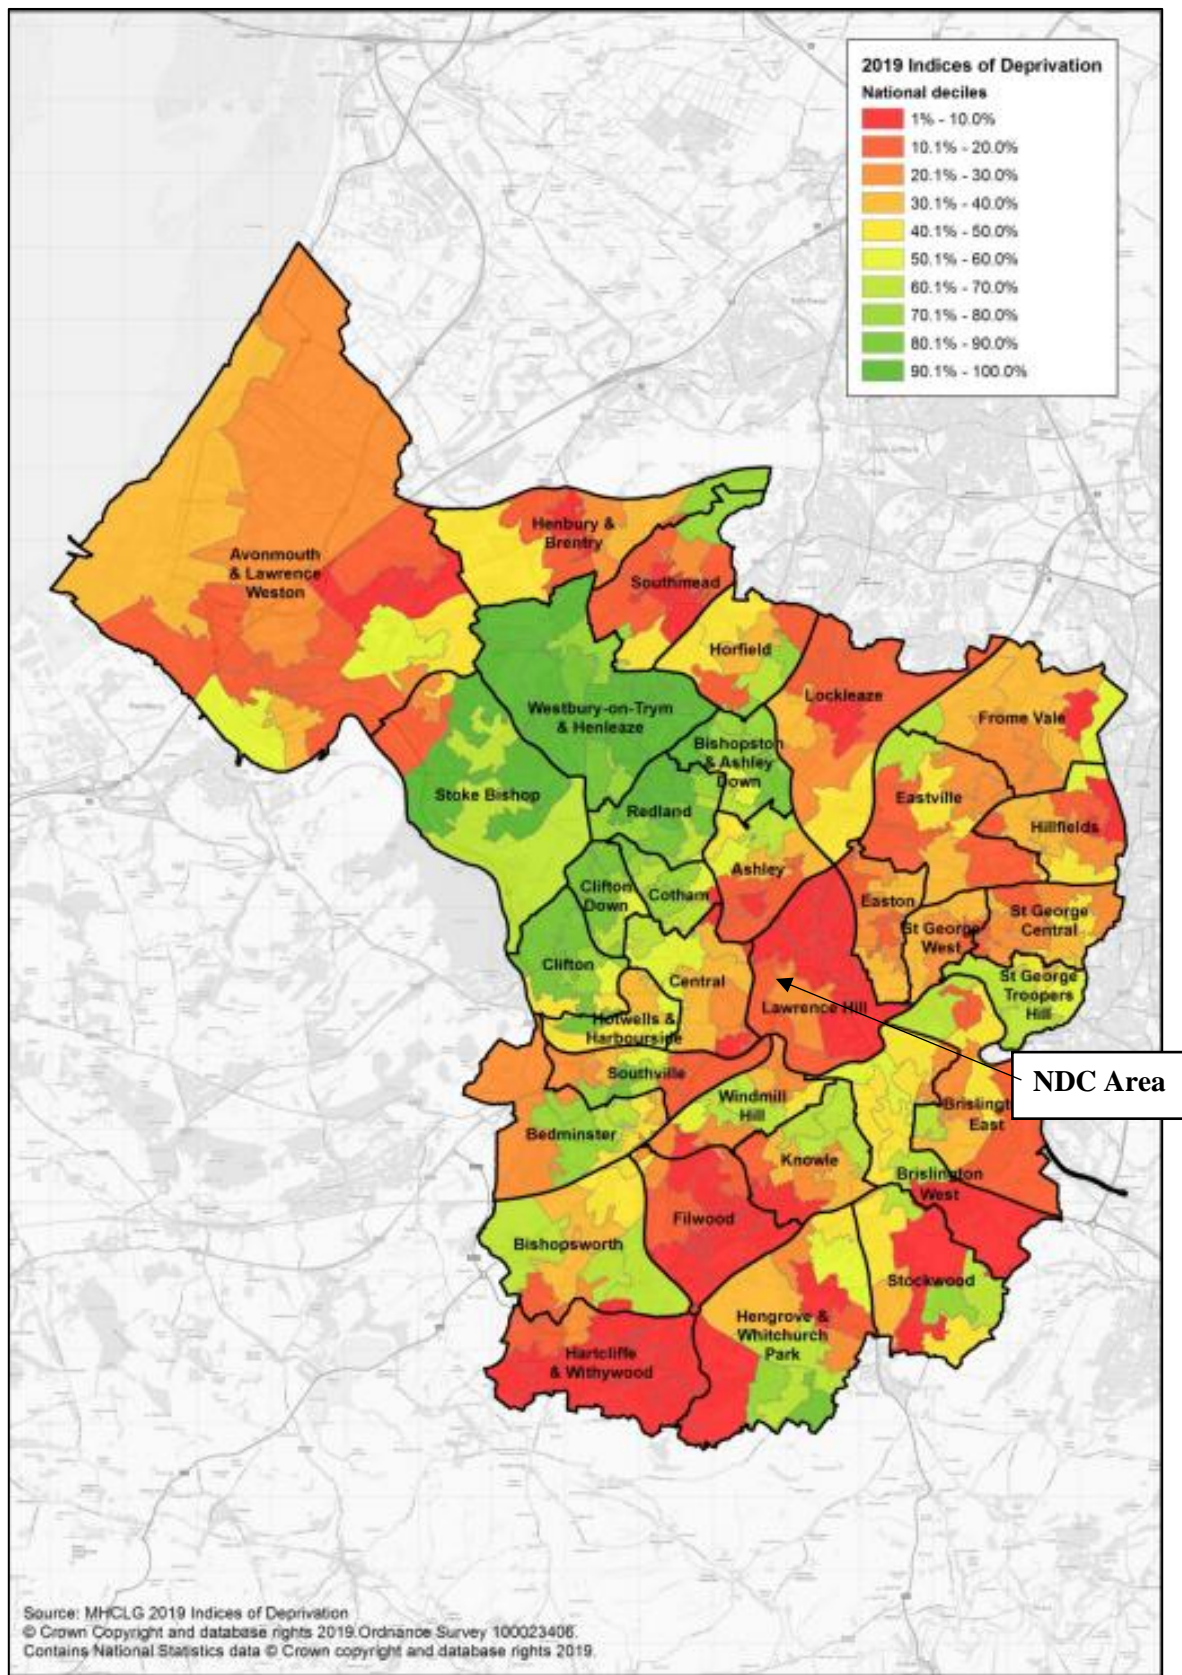 2019 Indices of Deprivation
National deciles
1% - 10.0%
10.1% - 20.0%
20.1% - 30.0%
30.1% - 40.0%
40.1% - 50.0%
50.1% - 60.0%
60.1% - 70.0%
70.1% - 80.0%
80.1% - 90.0%
90.1% - 100.0%
Avonmouth
& Lawrence
Weston
Henbury &
Brentry
Southmead
Horfield
Lockleaze
Westbury-on-Trym
& Henleaze
Bishopston
& Ashley
Down
Frome Vale
Stoke Bishop
Redland
Eastville
Hillfields
Ashley
Clifton
Down
Cotham
Easton
St George
West
St George
Central
Clifton
Central
Lawrence Hill
St George
Troopers
Hill
Hotwells &
Harbourside
NDC Area
Southville
Windmill
Hill
Bedminster
Brislington
East
Knowle
Brislington
West
Filwood
Bishopsworth
Stockwood
Hengrove &
Whitchurch
Park
Hartcliffe
& Withywood
Source: MHCLG 2019 Indices of Deprivation
© Crown Copyright and database rights 2019.Ordnance Survey 100023406.
Contains National Statistics data © Crown copyright and database rights 2019.